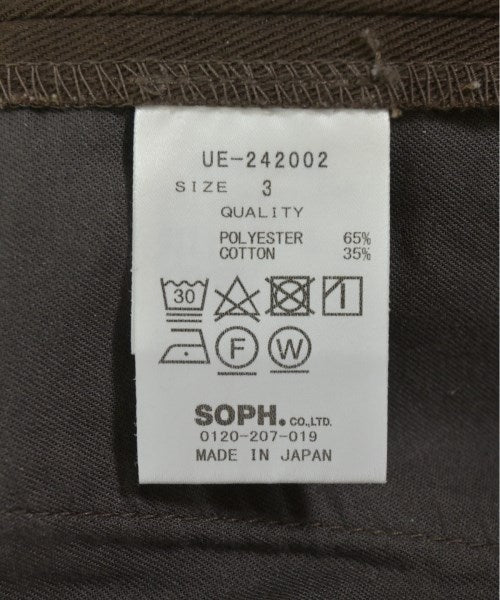 UE-242002
SIZE 3
QUALITY
POLYESTER 65%
COTTON 35%
30
F W
SOPH. CO.,LTD.
0120-207-019
MADE IN JAPAN